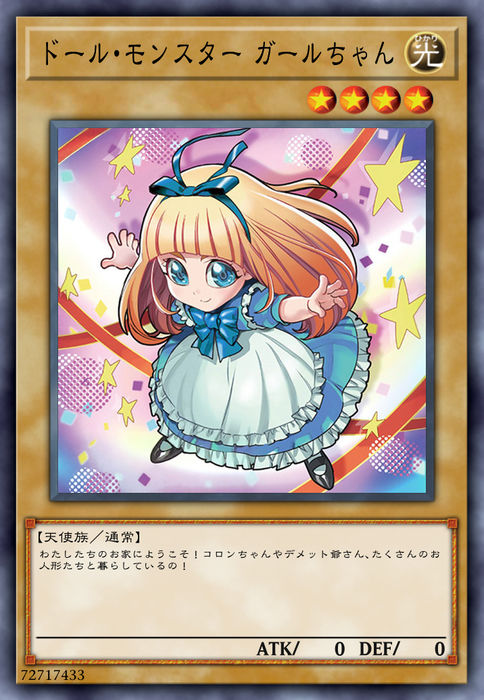 ドール・モンスター ガールちゃん
光
【天使族／通常】
わたしたちのお家にようこそ！コロンちゃんやデメット爺さん、たくさんのお
人形たちと暮らしているの！
ATK/ 0 DEF/ 0
72717433